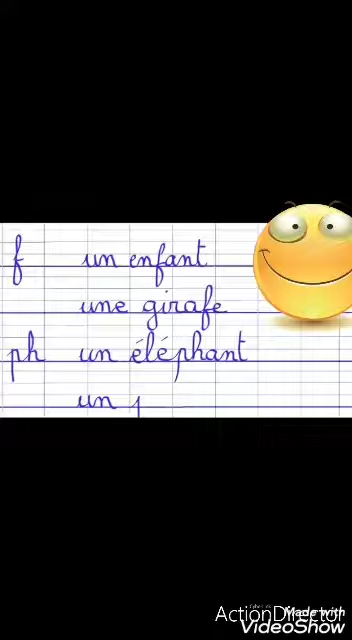 f un enfant
une girafe
ph un éléphant
un
ActionDirector
Made with
VideoShow